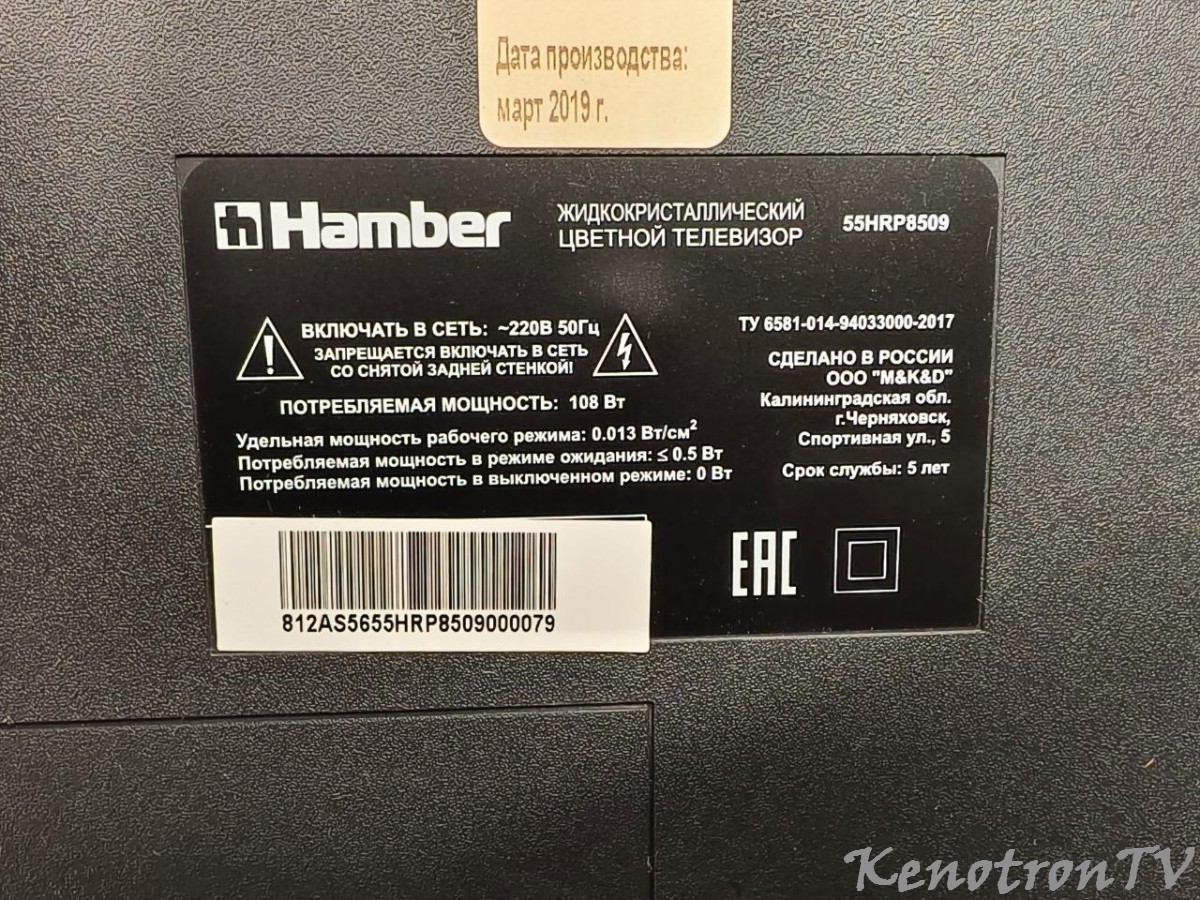 Дата производства:
март 2019 г.
Hamber
ЖИДКОКРИСТАЛЛИЧЕСКИЙ
ЦВЕТНОЙ ТЕЛЕВИЗОР
55HRP8509
ВКЛЮЧАТЬ В СЕТЬ: ~220В 50Гц
ЗАПРЕЩАЕТСЯ ВКЛЮЧАТЬ В СЕТЬ
СО СНЯТОЙ ЗАДНЕЙ СТЕНКОЙ!
ПОТРЕБЛЯЕМАЯ МОЩНОСТЬ: 108 Вт
Удельная мощность рабочего режима: 0.013 Вт/см²
Потребляемая мощность в режиме ожидания: ≤ 0.5 Вт
Потребляемая мощность в выключенном режиме: 0 Вт
ТУ 6581-014-94033000-2017
СДЕЛАНО В РОССИИ
ООО "M&K&D"
Калининградская обл.
г.Черняховск,
Спортивная ул., 5
Срок службы: 5 лет
EAC
812AS5655HRP8509000079
KenotronTV